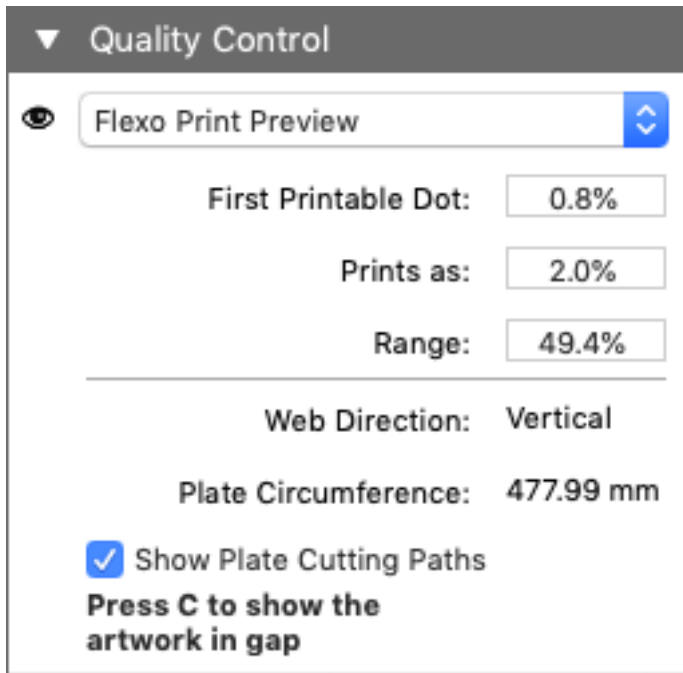 Quality Control
Flexo Print Preview
First Printable Dot: 0.8%
Prints as: 2.0%
Range: 49.4%
Web Direction: Vertical
Plate Circumference: 477.99 mm
Show Plate Cutting Paths
Press C to show the
artwork in gap